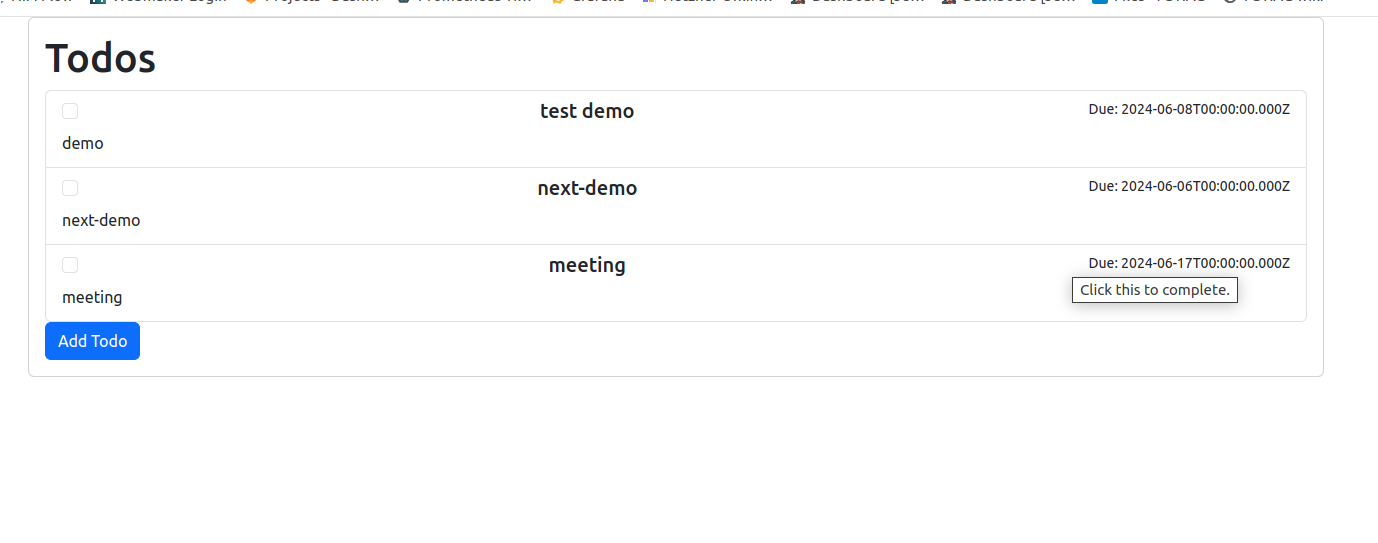 Todos
test demo
Due: 2024-06-08T00:00:00.000Z
demo
next-demo
Due: 2024-06-06T00:00:00.000Z
next-demo
meeting
Due: 2024-06-17T00:00:00.000Z
Click this to complete.
meeting
Add Todo